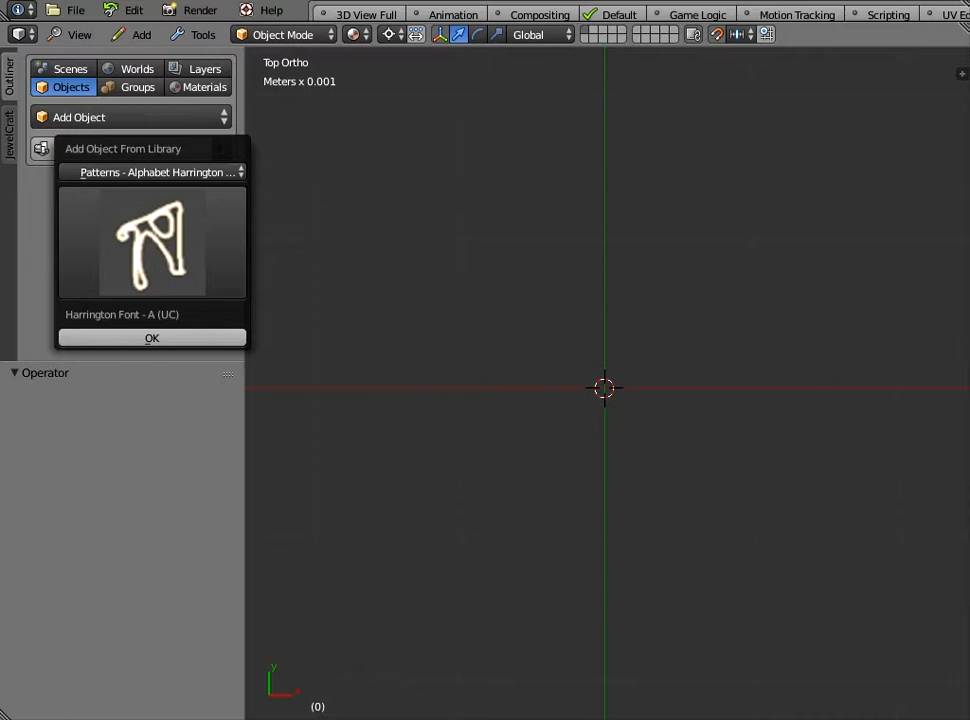 File Edit Render Help 3D View Full Animation Compositing Default Game Logic Motion Tracking Scripting UV Ed
View Add Tools Object Mode Global
Outliner
JewelCraft
Scenes Worlds Layers
Objects Groups Materials
Add Object
Add Object From Library
Patterns - Alphabet Harrington ...
Harrington Font - A (UC)
OK
Operator
Top Ortho
Meters x 0.001
y
x
(0)